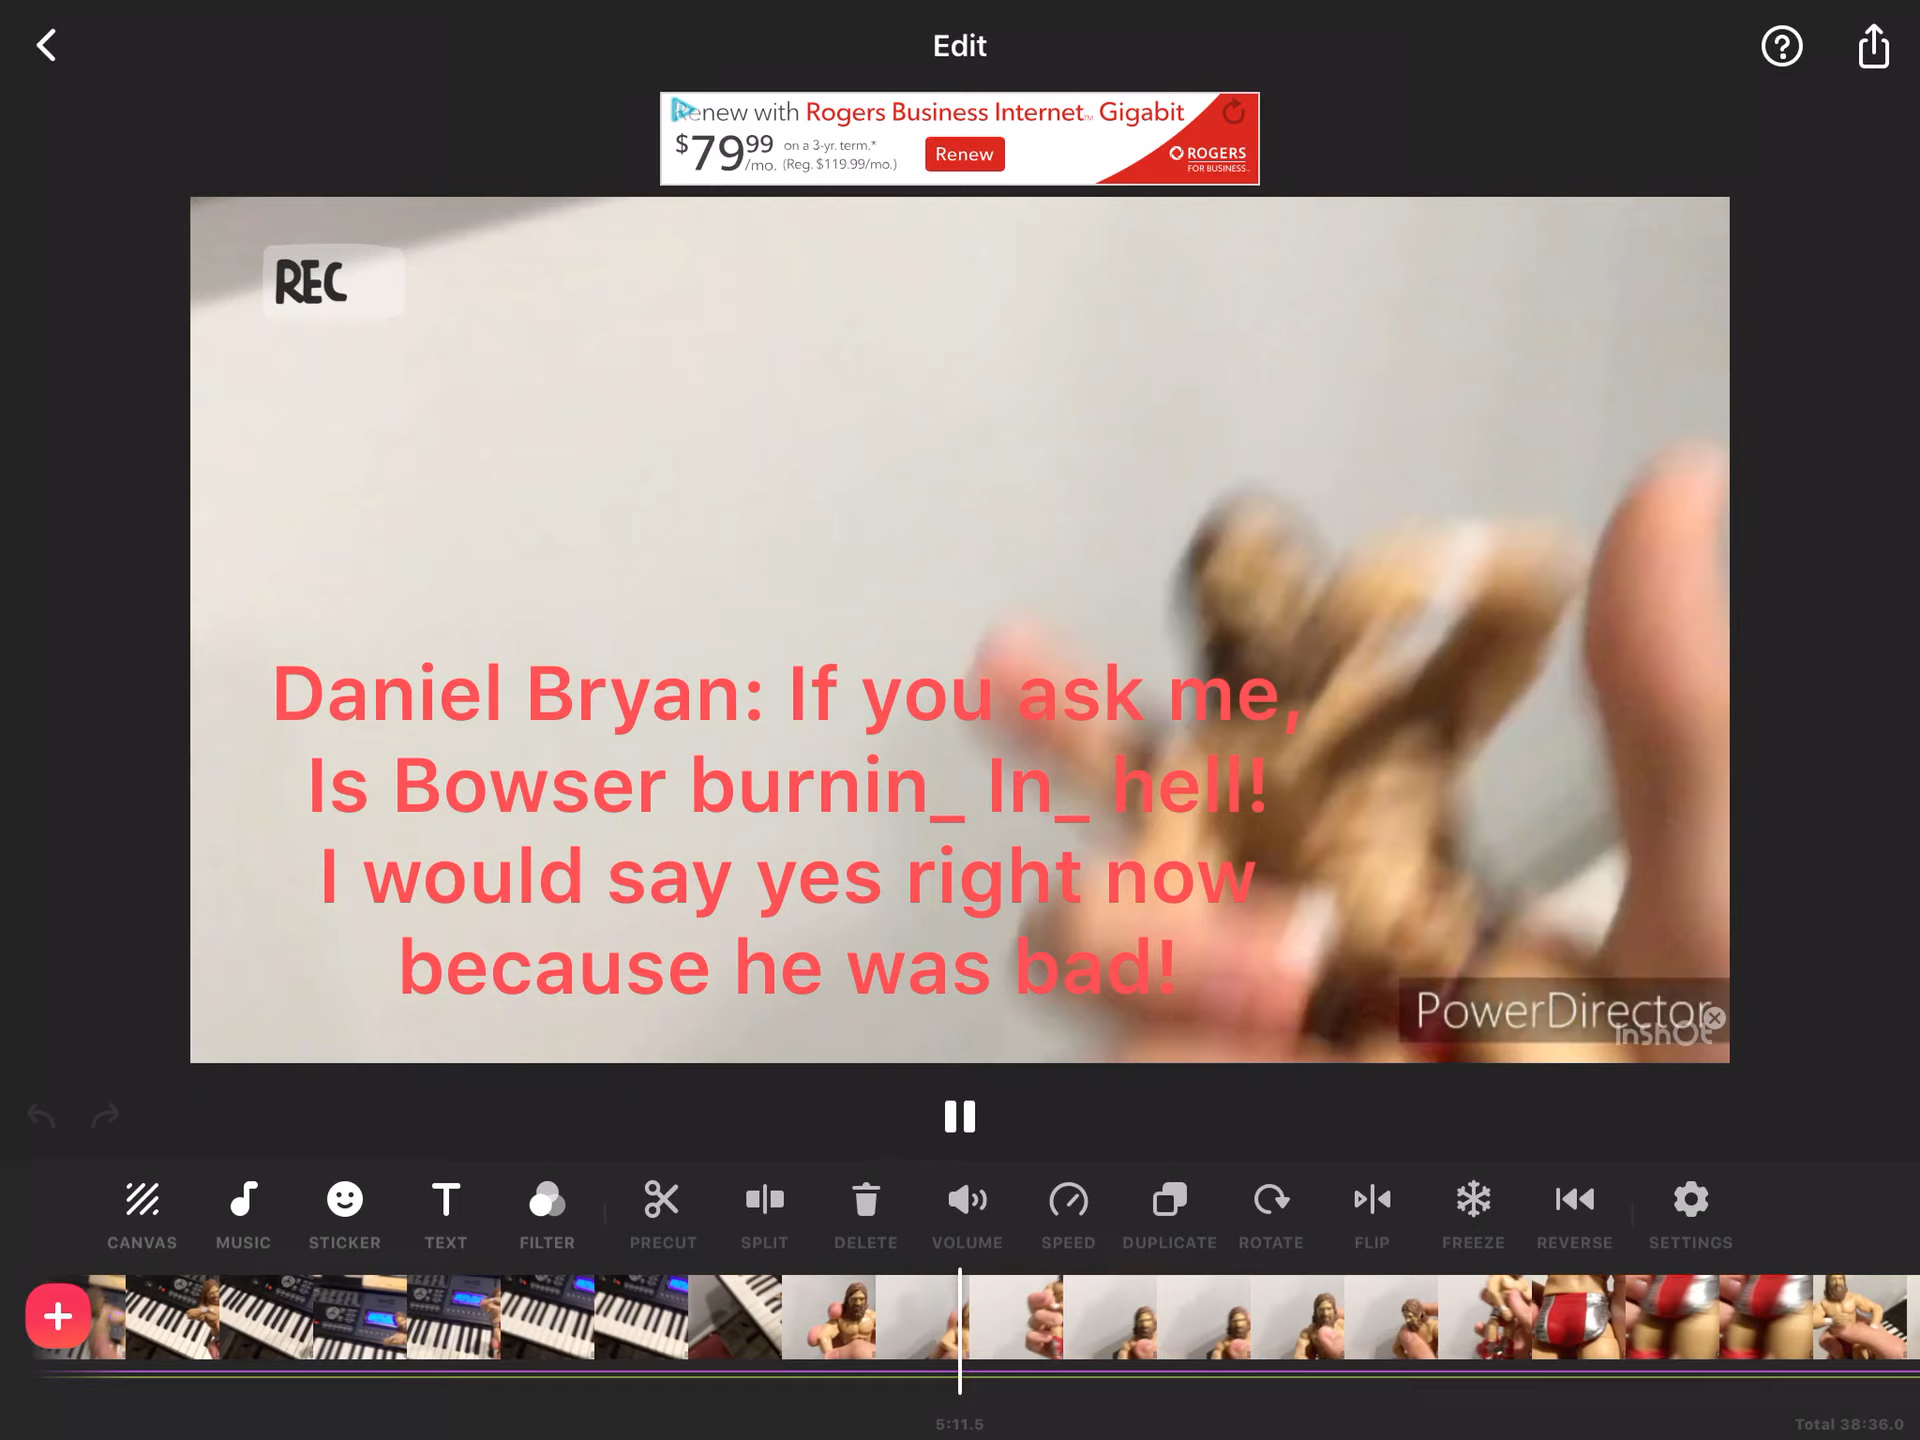 Edit
Renew with Rogers Business Internet™ Gigabit
$79.99 /mo. on a 3-yr. term.* (Reg. $119.99/mo.)
Renew
ROGERS
FOR BUSINESS™
REC
Daniel Bryan: If you ask me,
Is Bowser burnin_ In_ hell!
I would say yes right now
because he was bad!
PowerDirector
InShOt
CANVAS
MUSIC
STICKER
TEXT
FILTER
PRECUT
SPLIT
DELETE
VOLUME
SPEED
DUPLICATE
ROTATE
FLIP
FREEZE
REVERSE
SETTINGS
5:11.5
Total 38:36.0